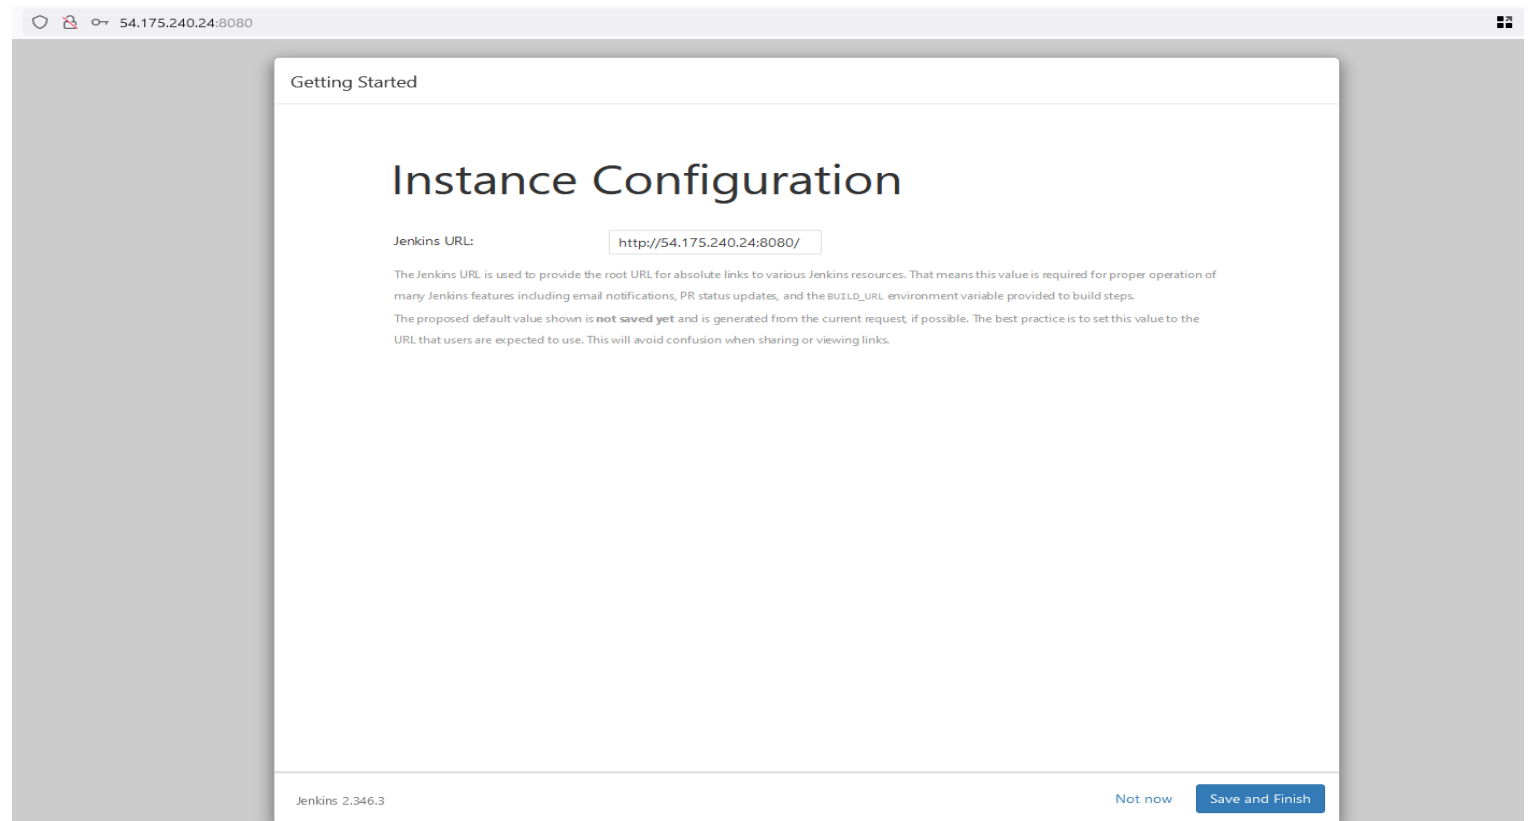 54.175.240.24:8080
Getting Started
Instance Configuration
Jenkins URL:
http://54.175.240.24:8080/
The Jenkins URL is used to provide the root URL for absolute links to various Jenkins resources. That means this value is required for proper operation of
many Jenkins features including email notifications, PR status updates, and the BUILD_URL environment variable provided to build steps.
The proposed default value shown is not saved yet and is generated from the current request, if possible. The best practice is to set this value to the
URL that users are expected to use. This will avoid confusion when sharing or viewing links.
Jenkins 2.346.3
Not now
Save and Finish